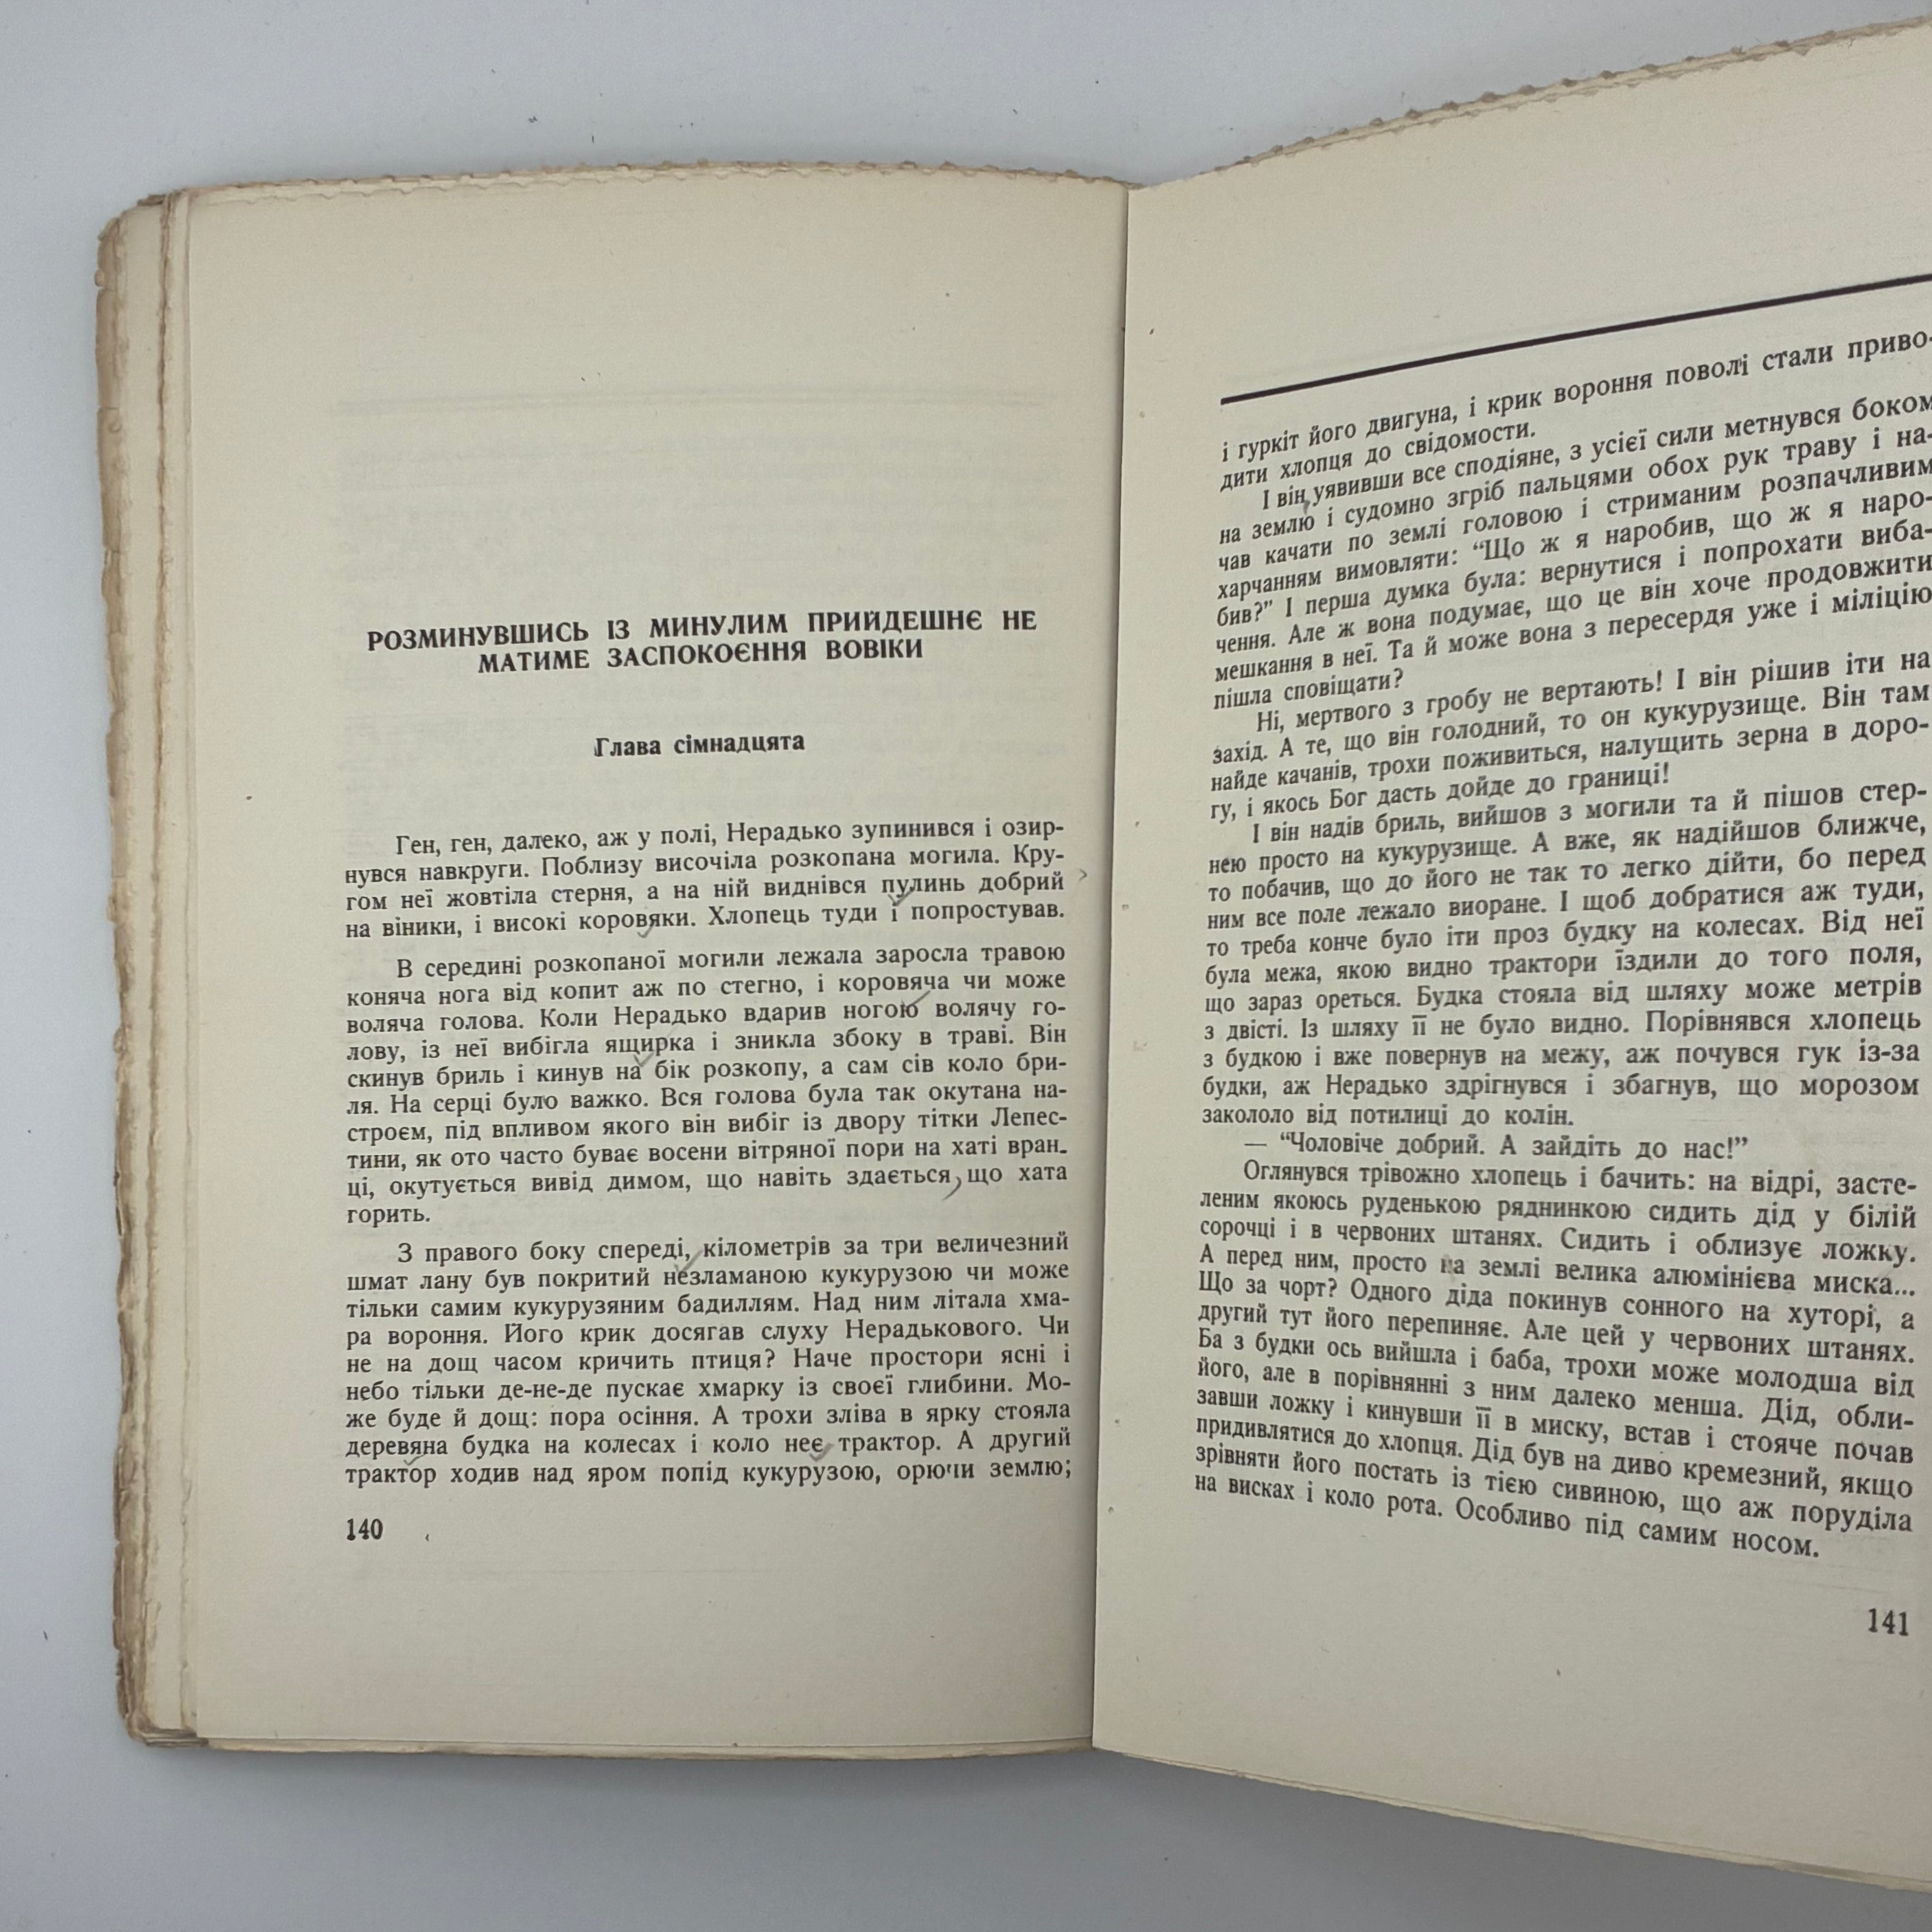 РОЗМИНУВШИСЬ ІЗ МИНУЛИМ ПРИЙДЕШНЄ НЕ
МАТИМЕ ЗАСПОКОЄННЯ ВОВІКИ
Глава сімнадцята
Ген, ген, далеко, аж у полі, Нерадько зупинився і озир-
нувся навкруги. Поблизу височіла розкопана могила. Кру-
гом неї жовтіла стерня, а на ній виднівся пулинь добрий
на віники, і високі коровяки. Хлопець туди ї попростував.
В середині розкопаної могили лежала заросла травою
коняча нога від копит аж по стегно, і коровяча чи може
воляча голова. Коли Нерадько вдарив ногою волячу го-
лову, із неї вибігла ящирка і зникла збоку в траві. Він
скинув бриль і кинув на бік розкопу, а сам сів коло бри-
ля. На серці було важко. Вся голова була так окутана на-
строєм, під впливом якого він вибіг із двору тітки Лепес-
тини, як ото часто буває восени вітряної пори на хаті вран-
ці, окутується вивід димом, що навіть здається, що хата
горить.
З правого боку спереді, кілометрів за три величезний
шмат лану був покритий незламаною кукурузою чи може
тільки самим кукурузяним бадиллям. Над ним літала хма-
ра вороння. Його крик досягав слуху Нерадькового. Чи
не на дощ часом кричить птиця? Наче простори ясні і
небо тільки де-не-де пускає хмарку із своєї глибини. Мо-
же буде й дощ: пора осіння. А трохи зліва в ярку стояла
деревяна будка на колесах і коло неє трактор. А другий
трактор ходив над яром попід кукурузою, орючи землю;
140
і гуркіт його двигуна, і крик вороння поволі стали приво-
дити хлопця до свідомости.
І він уявивши все сподіяне, з усієї сили метнувся боком
на землю і судомно згріб пальцями обох рук траву і на-
чав качати по землі головою і стриманим розпачливим
харчанням вимовляти: “Що ж я наробив, що ж я наро-
бив?” І перша думка була: вернутися і попрохати виба-
чення. Але ж вона подумає, що це він хоче продовжити
мешкання в неї. Та й може вона з пересердя уже і міліцію
пішла сповіщати?
Ні, мертвого з гробу не вертають! І він рішив іти на
захід. А те, що він голодний, то он кукурузище. Він там
найде качанів, трохи поживиться, налущить зерна в доро-
гу, і якось Бог дасть дойде до границі!
І він надів бриль, вийшов з могили та й пішов стер-
нею просто на кукурузище. А вже, як надійшов ближче,
то побачив, що до його не так то легко дійти, бо перед
ним все поле лежало виоране. І щоб добратися аж туди,
то треба конче було іти проз будку на колесах. Від неї
була межа, якою видно трактори їздили до того поля,
що зараз ореться. Будка стояла від шляху може метрів
з двісті. Із шляху її не було видно. Порівнявся хлопець
з будкою і вже повернув на межу, аж почувся гук із-за
будки, аж Нерадько здрігнувся і збагнув, що морозом
закололо від потилиці до колін.
— “Чоловіче добрий. А зайдіть до нас!”
Оглянувся трівожно хлопець і бачить: на відрі, засте-
леним якоюсь руденькою ряднинкою сидить дід у білій
сорочці і в червоних штанях. Сидить і облизує ложку.
А перед ним, просто на землі велика алюмінієва миска...
Що за чорт? Одного діда покинув сонного на хуторі, а
другий тут його перепиняє. Але цей у червоних штанях.
Ба з будки ось вийшла і баба, трохи може молодша від
його, але в порівнянні з ним далеко менша. Дід, обли-
завши ложку і кинувши її в миску, встав і стояче почав
придивлятися до хлопця. Дід був на диво кремезний, якщо
зрівняти його постать із тією сивиною, що аж поруділа
на висках і коло рота. Особливо під самим носом.
141